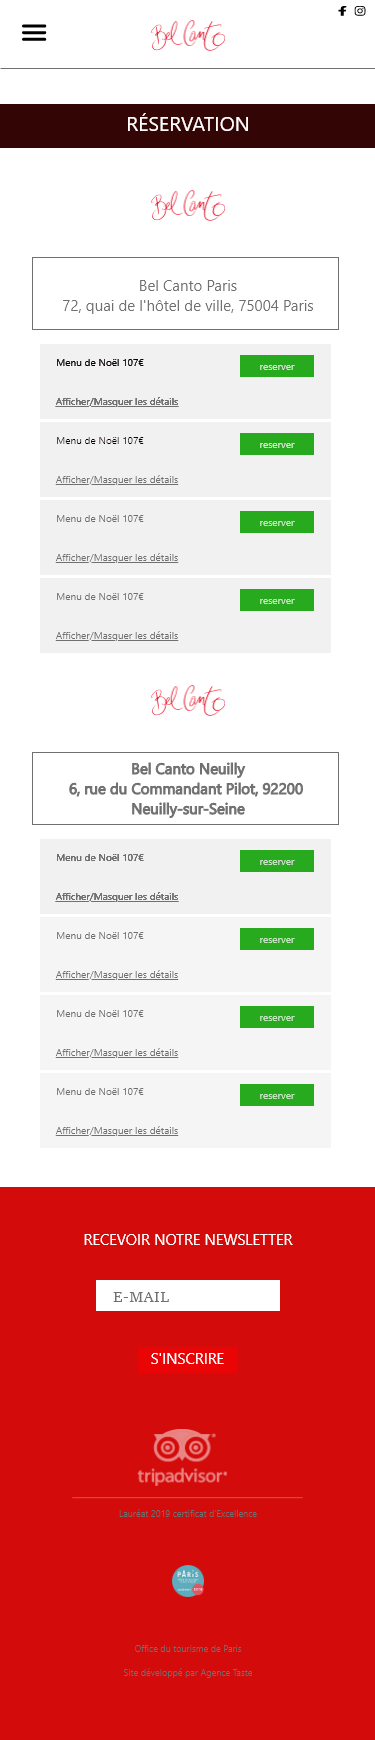 Bel Canto
RÉSERVATION
Bel Canto
Bel Canto Paris
72, quai de l'hôtel de ville, 75004 Paris
Menu de Noël 107€
reserver
Afficher/Masquer les détails
Menu de Noël 107€
reserver
Afficher/Masquer les détails
Menu de Noël 107€
reserver
Afficher/Masquer les détails
Menu de Noël 107€
reserver
Afficher/Masquer les détails
Bel Canto
Bel Canto Neuilly
6, rue du Commandant Pilot, 92200
Neuilly-sur-Seine
Menu de Noël 107€
reserver
Afficher/Masquer les détails
Menu de Noël 107€
reserver
Afficher/Masquer les détails
Menu de Noël 107€
reserver
Afficher/Masquer les détails
Menu de Noël 107€
reserver
Afficher/Masquer les détails
RECEVOIR NOTRE NEWSLETTER
E-MAIL
S'INSCRIRE
tripadvisor
Lauréat 2019 certificat d'Excellence
PARIS
Office du tourisme de Paris
Site développé par Agence Taste